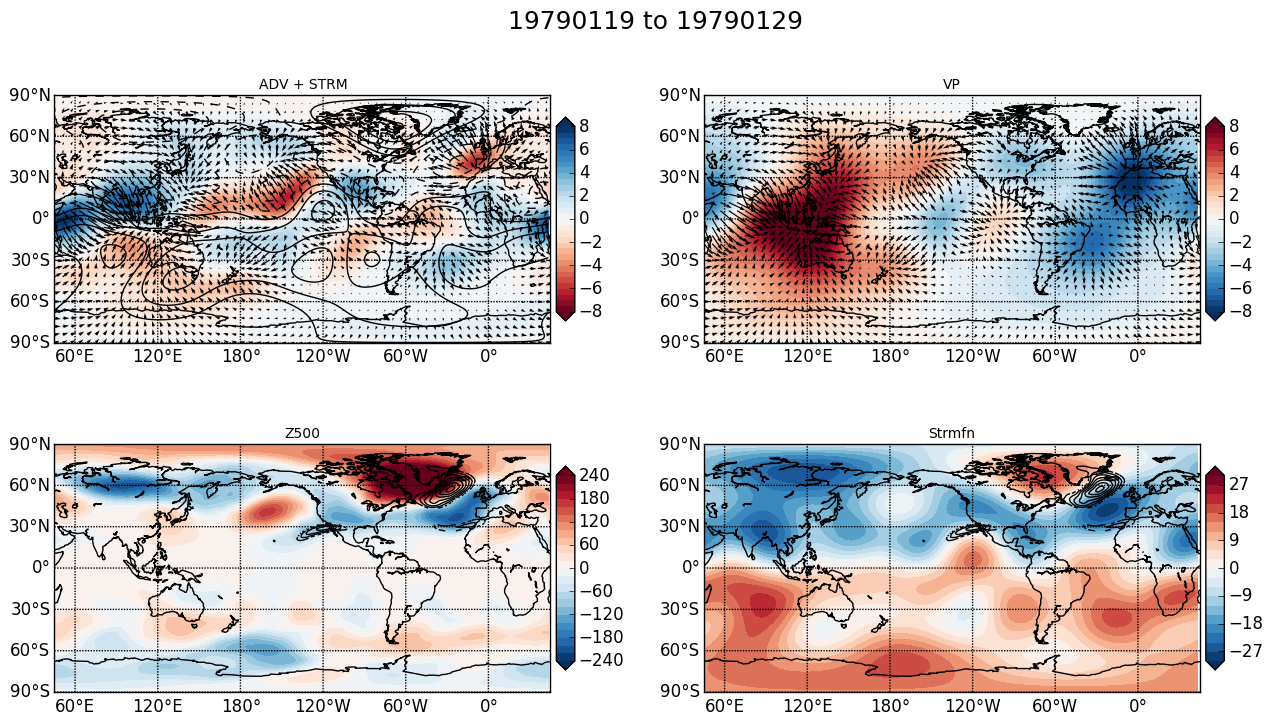 19790119 to 19790129
ADV + STRM
90°N
60°N
30°N
0°
30°S
60°S
90°S
60°E 120°E 180° 120°W 60°W 0°
8
6
4
2
0
−2
−4
−6
−8
VP
90°N
60°N
30°N
0°
30°S
60°S
90°S
60°E 120°E 180° 120°W 60°W 0°
8
6
4
2
0
−2
−4
−6
−8
Z500
90°N
60°N
30°N
0°
30°S
60°S
90°S
60°E 120°E 180° 120°W 60°W 0°
240
180
120
60
0
−60
−120
−180
−240
Strmfn
90°N
60°N
30°N
0°
30°S
60°S
90°S
60°E 120°E 180° 120°W 60°W 0°
27
18
9
0
−9
−18
−27